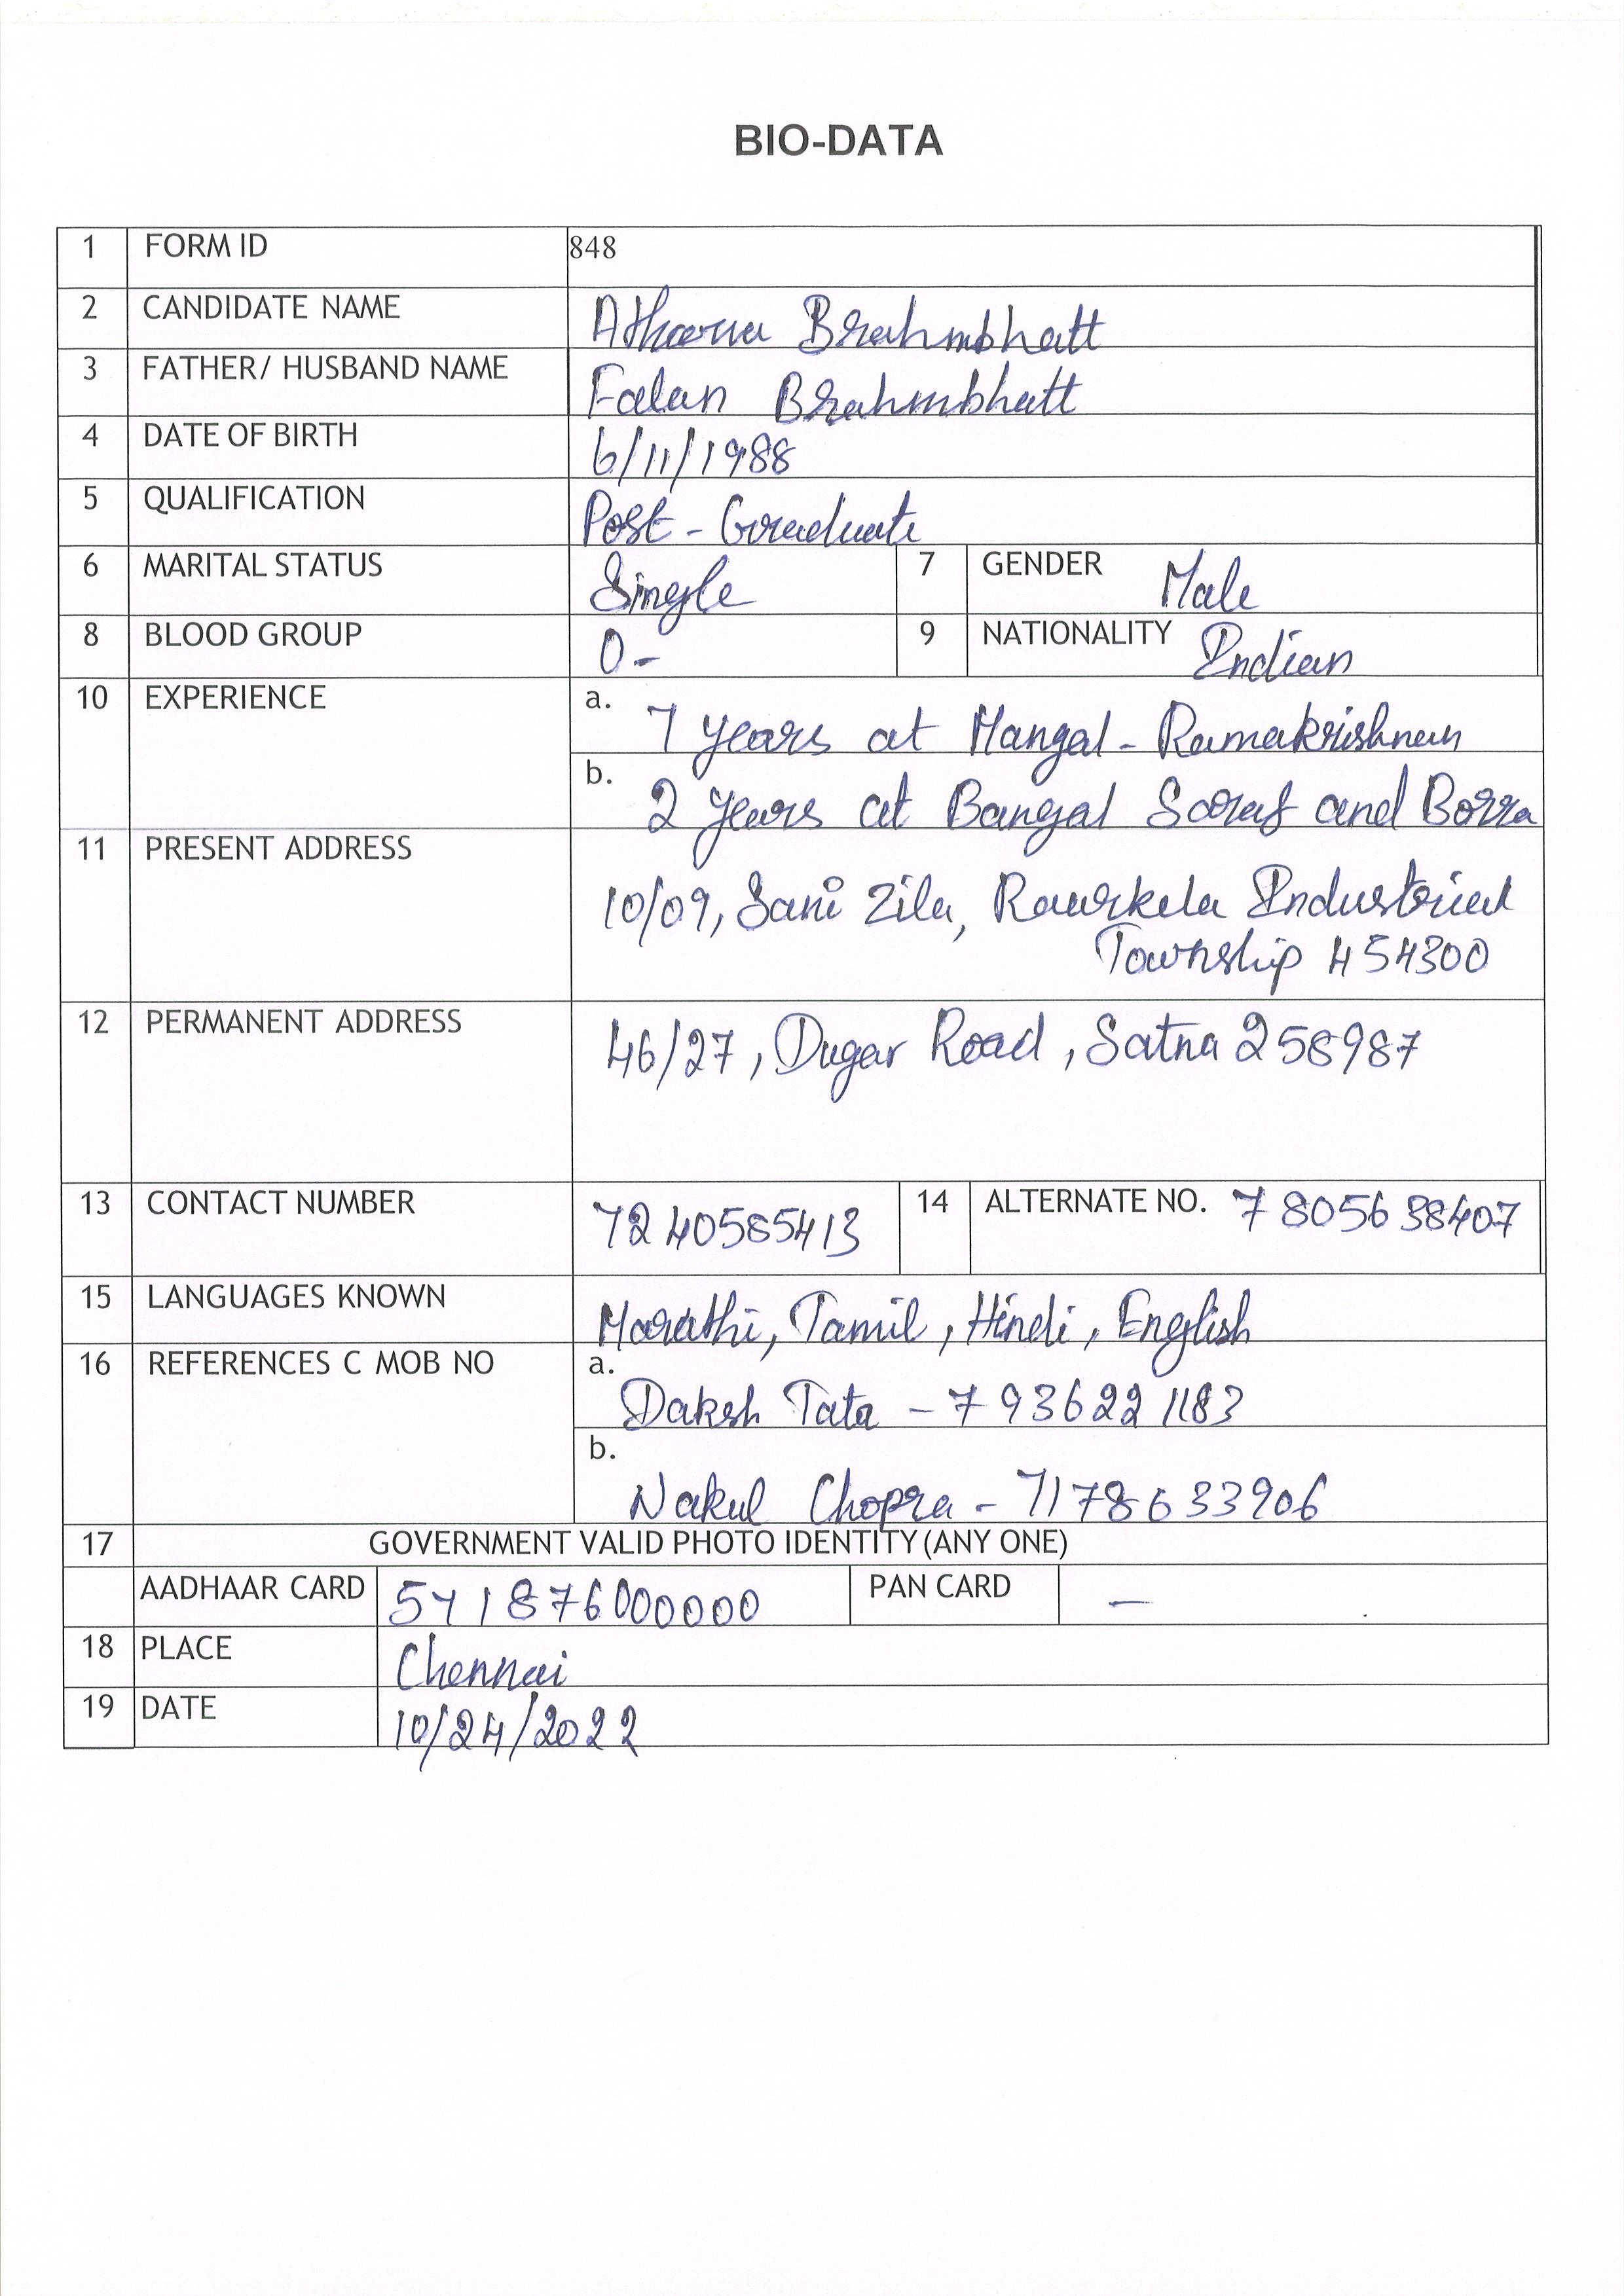 BIO-DATA
1 FORM ID 848
2 CANDIDATE NAME Atharva Brahmbhatt
3 FATHER/ HUSBAND NAME Falan Brahmbhatt
4 DATE OF BIRTH 6/11/1988
5 QUALIFICATION Post-Graduate
6 MARITAL STATUS Single 7 GENDER Male
8 BLOOD GROUP O- 9 NATIONALITY Indian
10 EXPERIENCE a. 7 years at Mangal-Ramakrishnan
b. 2 years at Bangal Saraf and Borra
11 PRESENT ADDRESS
10/09, Sani Zila, Raurkela Industrial
Township 454300
12 PERMANENT ADDRESS 46/27, Dugar Road, Satna 258987
13 CONTACT NUMBER 7240585413 14 ALTERNATE NO. 7805638407
15 LANGUAGES KNOWN Marathi, Tamil, Hindi, English
16 REFERENCES C MOB NO a.
Daksh Tata - 7936221183
b.
Nakul Chopra - 7178633906
17 GOVERNMENT VALID PHOTO IDENTITY (ANY ONE)
AADHAAR CARD 541876000000 PAN CARD —
18 PLACE Chennai
19 DATE 10/24/2022